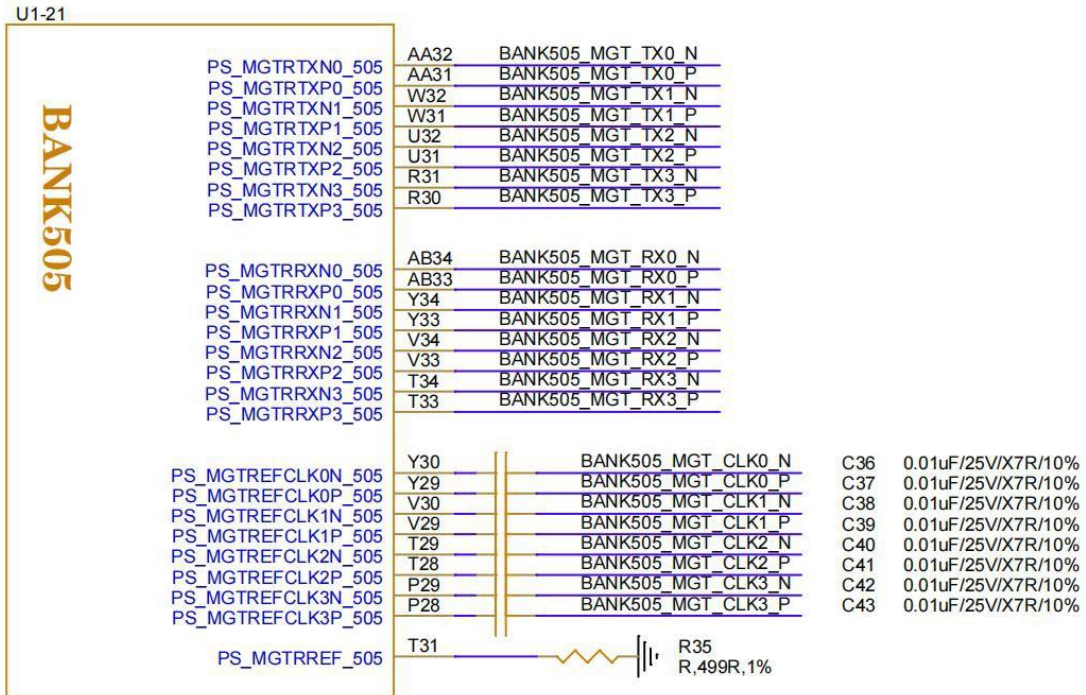 U1-21
BANK505
PS_MGTRTXN0_505 AA32 BANK505_MGT_TX0_N
PS_MGTRTXP0_505 AA31 BANK505_MGT_TX0_P
PS_MGTRTXN1_505 W32 BANK505_MGT_TX1_N
PS_MGTRTXP1_505 W31 BANK505_MGT_TX1_P
PS_MGTRTXN2_505 U32 BANK505_MGT_TX2_N
PS_MGTRTXP2_505 U31 BANK505_MGT_TX2_P
PS_MGTRTXN3_505 R31 BANK505_MGT_TX3_N
PS_MGTRTXP3_505 R30 BANK505_MGT_TX3_P
PS_MGTRRXN0_505 AB34 BANK505_MGT_RX0_N
PS_MGTRRXP0_505 AB33 BANK505_MGT_RX0_P
PS_MGTRRXN1_505 Y34 BANK505_MGT_RX1_N
PS_MGTRRXP1_505 Y33 BANK505_MGT_RX1_P
PS_MGTRRXN2_505 V34 BANK505_MGT_RX2_N
PS_MGTRRXP2_505 V33 BANK505_MGT_RX2_P
PS_MGTRRXN3_505 T34 BANK505_MGT_RX3_N
PS_MGTRRXP3_505 T33 BANK505_MGT_RX3_P
PS_MGTREFCLK0N_505 Y30 BANK505_MGT_CLK0_N C36 0.01uF/25V/X7R/10%
PS_MGTREFCLK0P_505 Y29 BANK505_MGT_CLK0_P C37 0.01uF/25V/X7R/10%
PS_MGTREFCLK1N_505 V30 BANK505_MGT_CLK1_N C38 0.01uF/25V/X7R/10%
PS_MGTREFCLK1P_505 V29 BANK505_MGT_CLK1_P C39 0.01uF/25V/X7R/10%
PS_MGTREFCLK2N_505 T29 BANK505_MGT_CLK2_N C40 0.01uF/25V/X7R/10%
PS_MGTREFCLK2P_505 T28 BANK505_MGT_CLK2_P C41 0.01uF/25V/X7R/10%
PS_MGTREFCLK3N_505 P29 BANK505_MGT_CLK3_N C42 0.01uF/25V/X7R/10%
PS_MGTREFCLK3P_505 P28 BANK505_MGT_CLK3_P C43 0.01uF/25V/X7R/10%
PS_MGTRREF_505 T31 R35
R,499R,1%